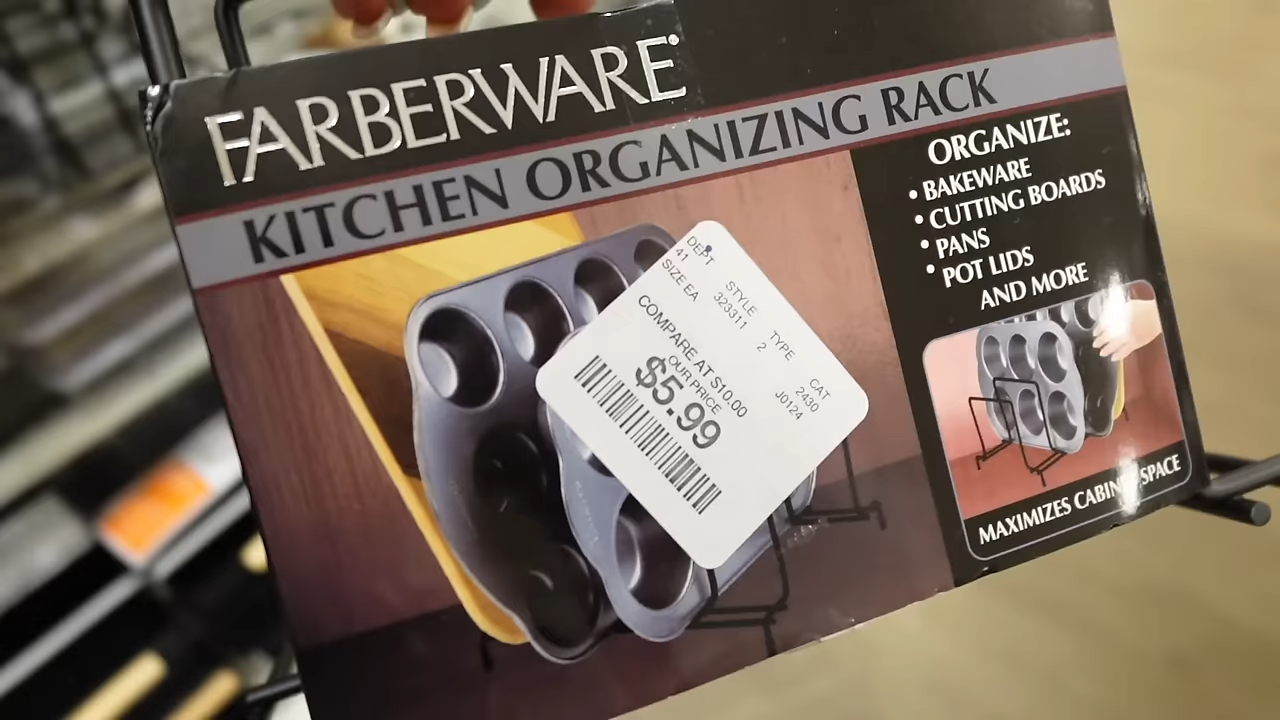 FARBERWARE
KITCHEN ORGANIZING RACK
ORGANIZE:
• BAKEWARE
• CUTTING BOARDS
• PANS
• POT LIDS
AND MORE
MAXIMIZES CABINET SPACE
DEPT STYLE TYPE CAT
41 323311 2 2430
SIZE EA J0124
COMPARE AT $10.00
OUR PRICE
$5.99